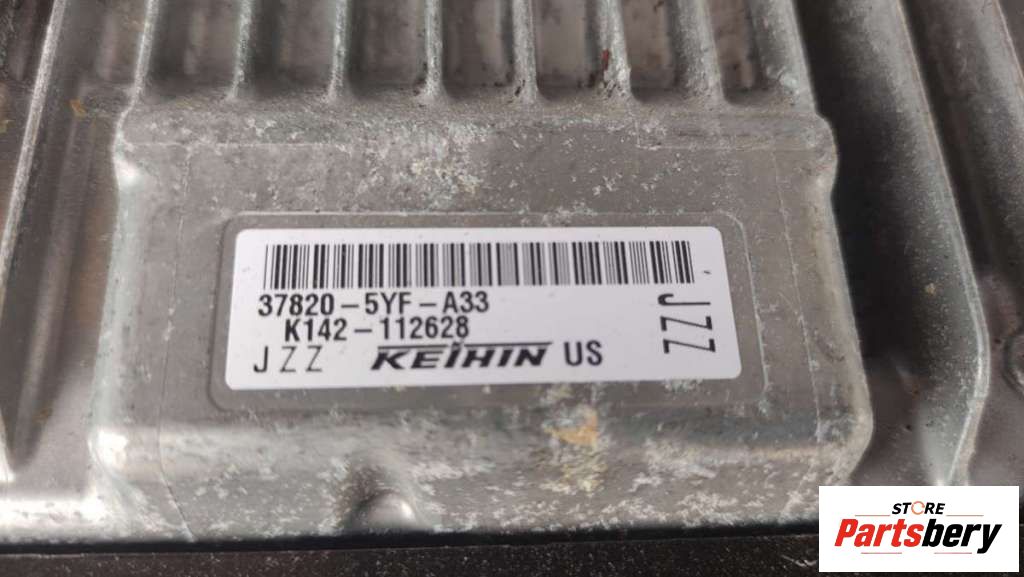 37820-5YF-A33
K142-112628
JZZ KEIHIN US
JZZ
STORE
Partsbery